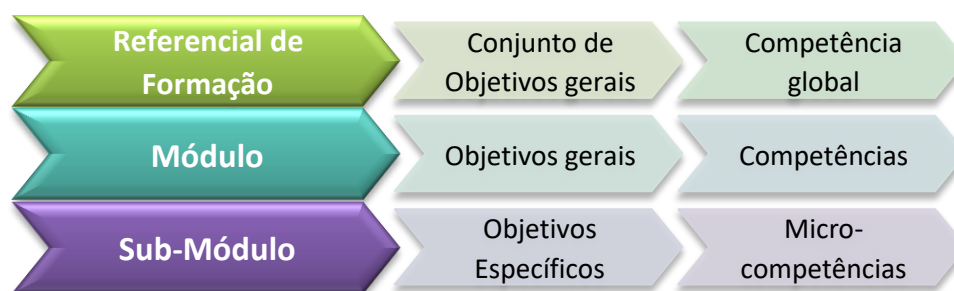 Referencial de
Formação
Conjunto de
Objetivos gerais
Competência
global
Módulo
Objetivos gerais
Competências
Sub-Módulo
Objetivos
Específicos
Micro-
competências